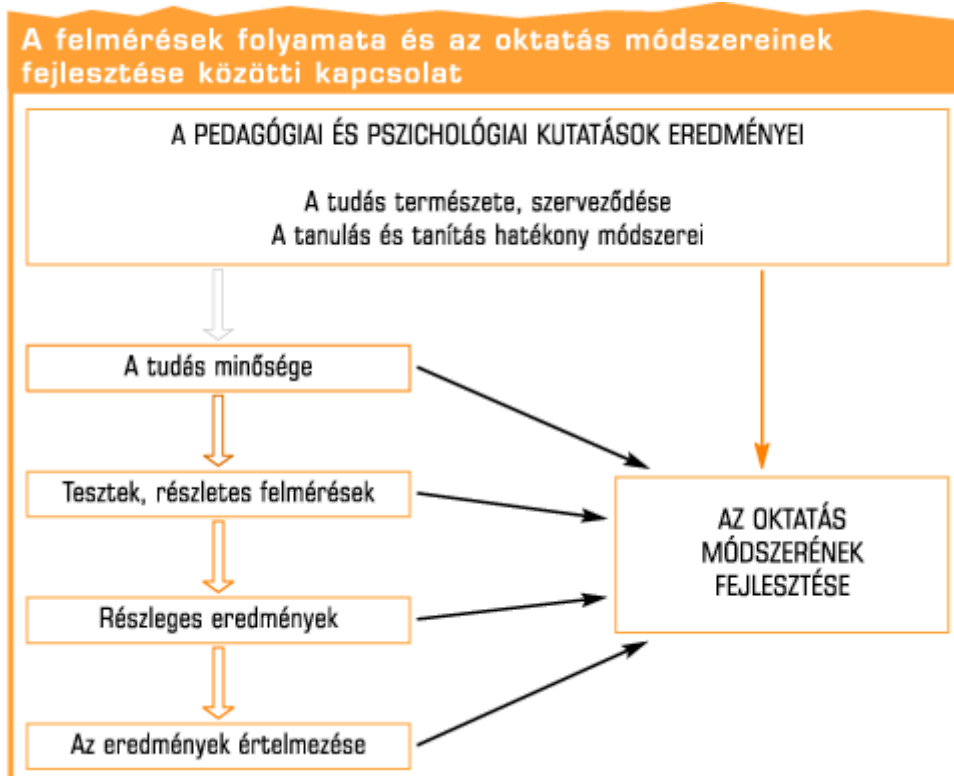 A felmérések folyamata és az oktatás módszereinek
fejlesztése közötti kapcsolat
A PEDAGÓGIAI ÉS PSZICHOLÓGIAI KUTATÁSOK EREDMÉNYEI
A tudás természete, szerveződése
A tanulás és tanítás hatékony módszerei
A tudás minősége
Tesztek, részletes felmérések
Részleges eredmények
Az eredmények értelmezése
AZ OKTATÁS
MÓDSZERÉNEK
FEJLESZTÉSE